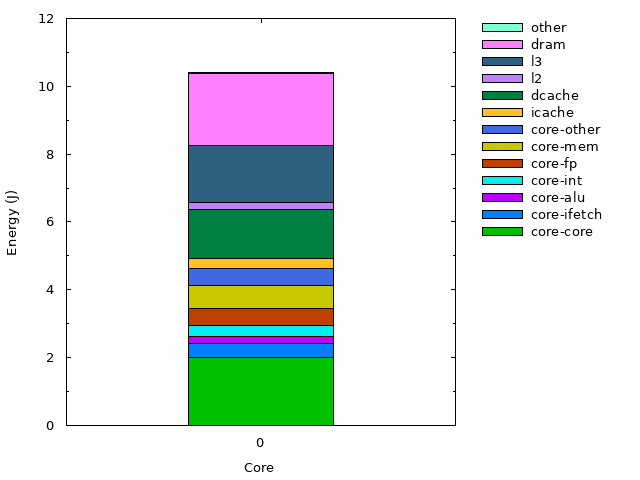 12
10
8
6
4
2
0
Energy (J)
0
Core
other
dram
l3
l2
dcache
icache
core-other
core-mem
core-fp
core-int
core-alu
core-ifetch
core-core